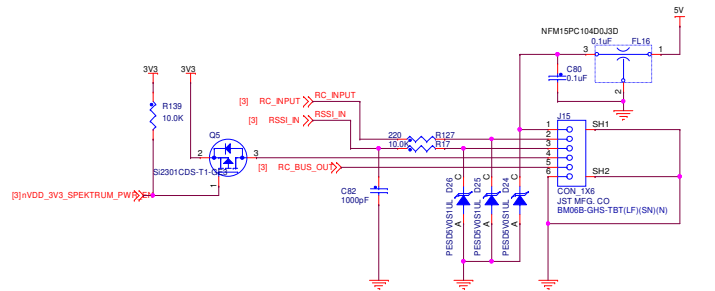 5V
NFM15PC104D0J3D
0.1uF
FL16
3
1
2
C80
0.1uF
3V3
3V3
R139
10.0K
[3] RC_INPUT
RC_INPUT
[3] RSSI_IN
RSSI_IN
Q5
2
3
1
Si2301CDS-T1-GE3
[3] RC_BUS_OUT
[3]nVDD_3V3_SPEKTRUM_PWR_EN
220
R127
10.0K
R17
C82
1000pF
PESD5V0S1UL D26
C
A
PESD5V0S1UL D25
C
A
PESD5V0S1UL D24
C
A
J15
1
2
3
4
5
6
SH1
SH2
CON_1X6
JST MFG. CO
BM06B-GHS-TBT(LF)(SN)(N)